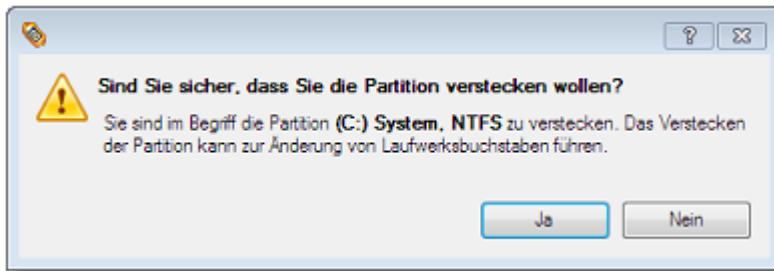 Sind Sie sicher, dass Sie die Partition verstecken wollen?
Sie sind im Begriff die Partition (C:) System, NTFS zu verstecken. Das Verstecken
der Partition kann zur Änderung von Laufwerksbuchstaben führen.
Ja
Nein